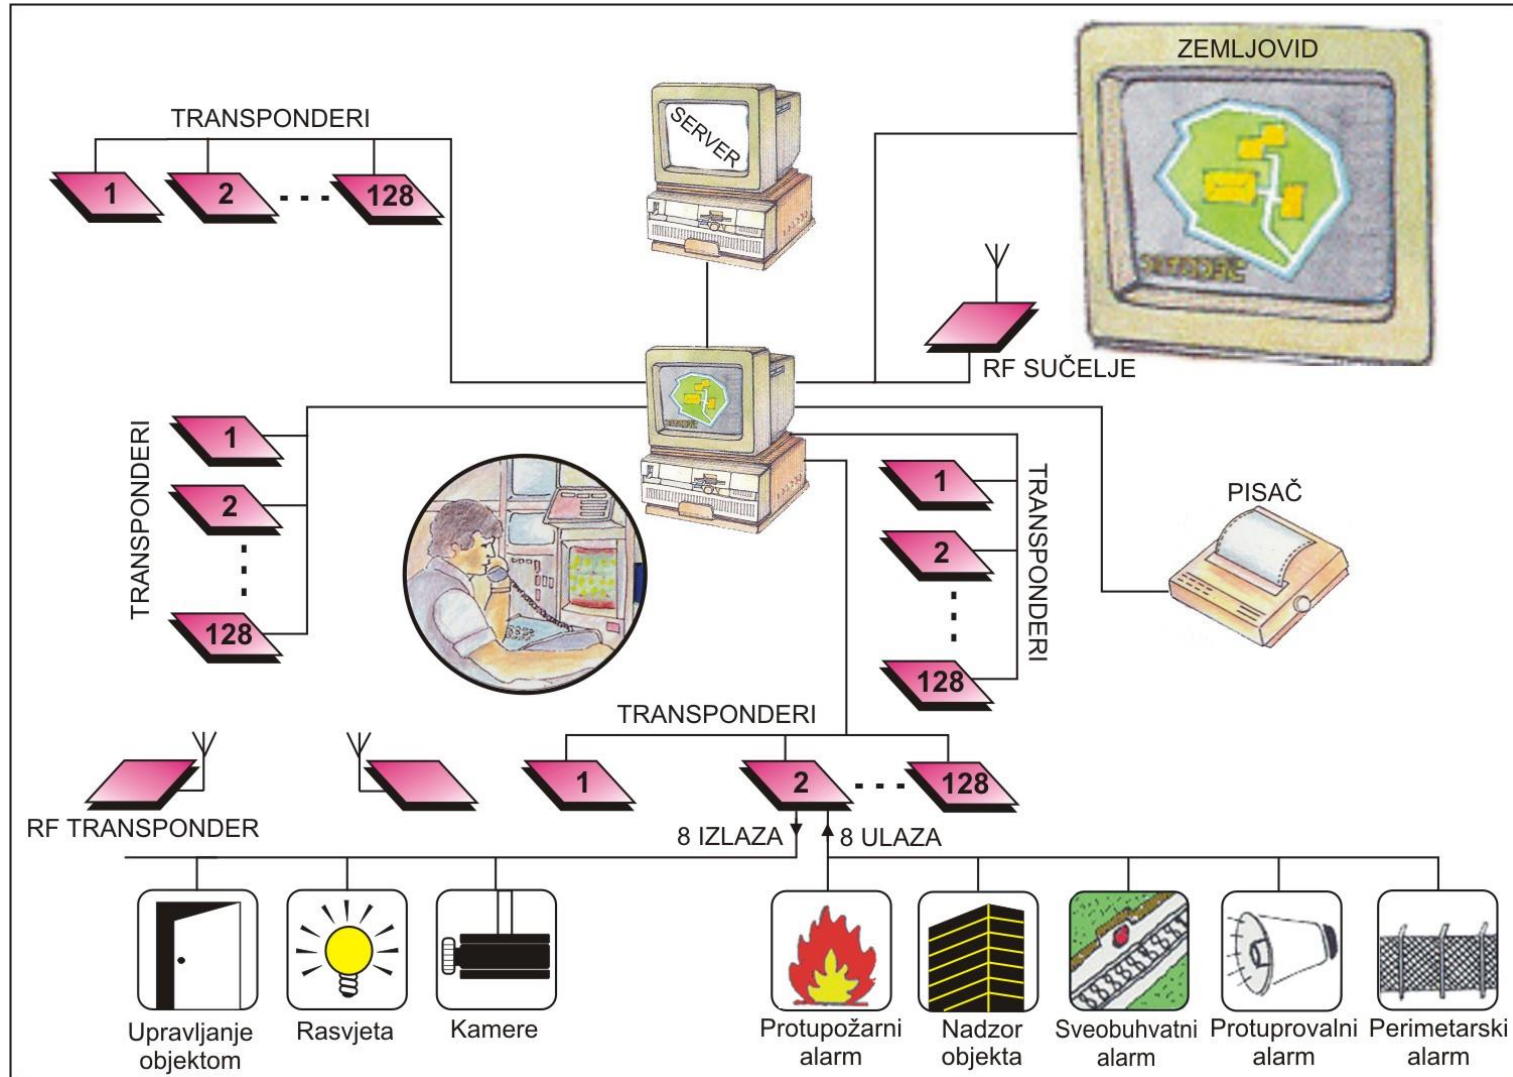 ZEMLJOVID
TRANSPONDERI
SERVER
1
2
128
RF SUČELJE
TRANSPONDERI
1
2
128
1
2
128
TRANSPONDERI
PISAČ
TRANSPONDERI
1
2
128
RF TRANSPONDER
8 IZLAZA
8 ULAZA
Upravljanje
objektom
Rasvjeta
Kamere
Protupožarni
alarm
Nadzor
objekta
Sveobuhvatni
alarm
Protuprovalni
alarm
Perimetarski
alarm